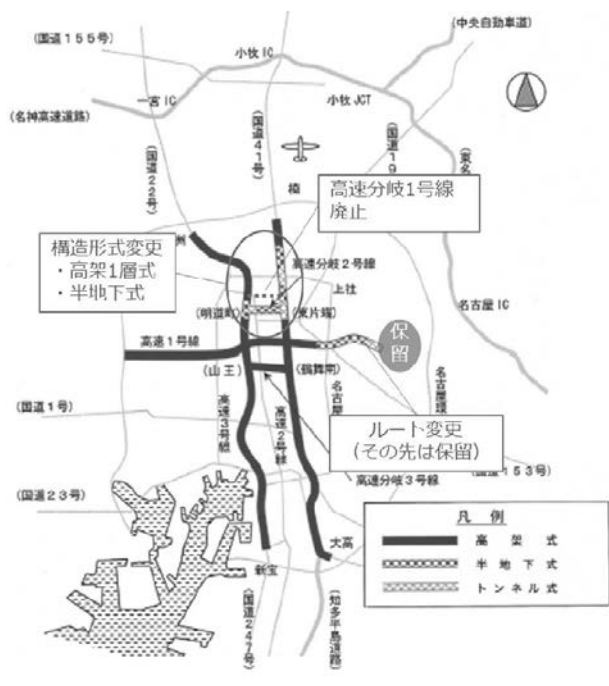 (国道155号)
小牧IC
(中央自動車道)
一宮IC
小牧JCT
(名神高速道路)
(国道22号)
(国道41号)
(国道19
(東名
楠
高速分岐1号線
廃止
構造形式変更
・高架1層式
・半地下式
州
高速分岐2号線
上社
(明道町)
(東片端)
名古屋IC
保留
高速1号線
(山王)
(鶴舞南)
名古屋
名古屋環
(国道1号)
高速3号線
高速2号線
ルート変更
(その先は保留)
(国道153号)
高速分岐3号線
(国道23号)
凡例
高架式
半地下式
トンネル式
大高
新宝
(国道247号)
(知多半島道路)